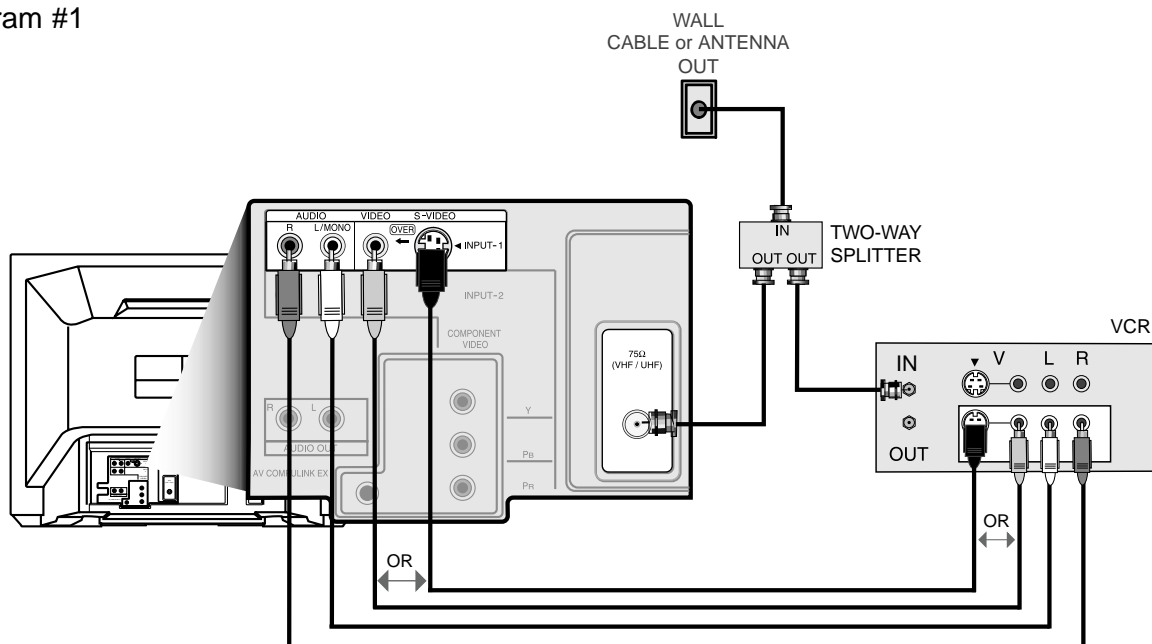 ram #1
WALL
CABLE or ANTENNA
OUT
AUDIO VIDEO S-VIDEO
R L/MONO OVER
INPUT-1
INPUT-2
COMPONENT
VIDEO
75Ω
(VHF / UHF)
Y
PB
PR
R L
AUDIO OUT
AV COMPULINK EX
IN
OUT OUT
TWO-WAY
SPLITTER
VCR
IN V L R
OUT
OR
OR